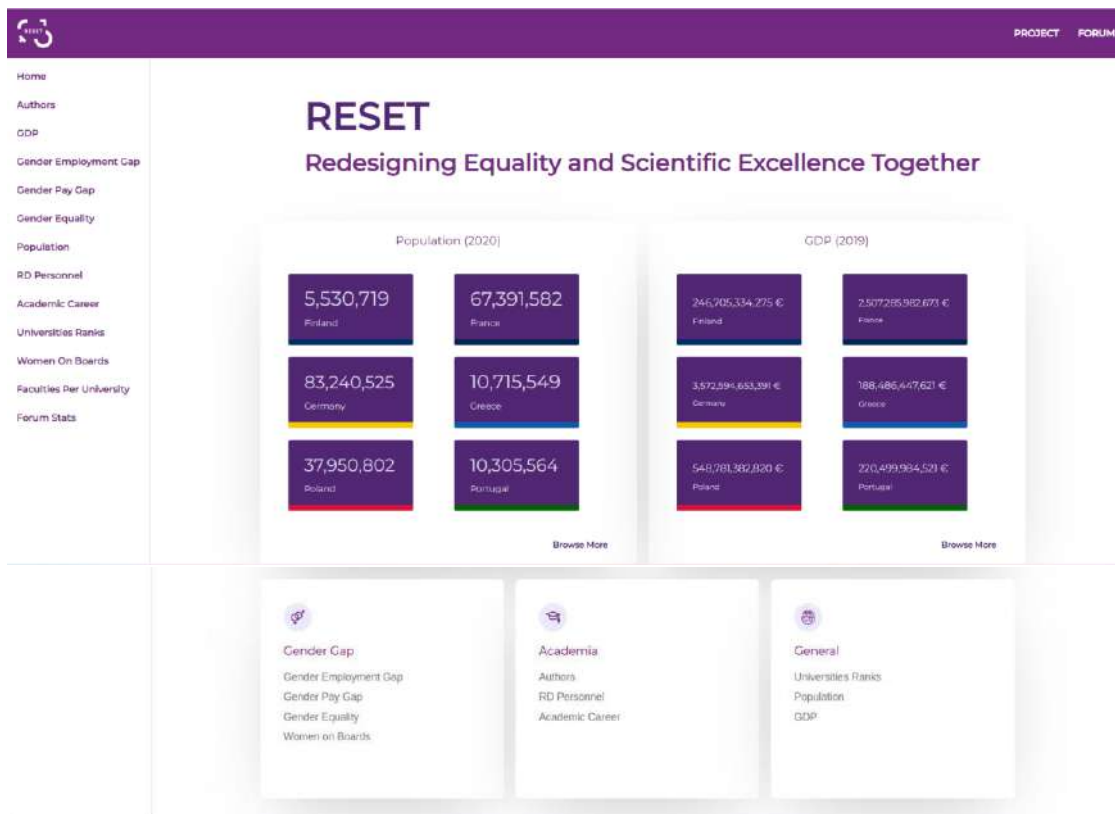 RESET
PROJECT FORUM
Home
Authors
GDP
Gender Employment Gap
Gender Pay Gap
Gender Equality
Population
RD Personnel
Academic Career
Universities Ranks
Women On Boards
Faculties Per University
Forum Stats
RESET
Redesigning Equality and Scientific Excellence Together
Population (2020)
5,530,719
Finland
67,391,582
France
83,240,525
Germany
10,715,549
Greece
37,950,802
Poland
10,305,564
Portugal
Browse More
GDP (2019)
246,705,334,275 €
Finland
2,507,285,982,673 €
France
3,572,594,653,391 €
Germany
188,486,447,621 €
Greece
548,781,382,820 €
Poland
220,499,984,521 €
Portugal
Browse More
Gender Gap
Gender Employment Gap
Gender Pay Gap
Gender Equality
Women on Boards
Academia
Authors
RD Personnel
Academic Career
General
Universities Ranks
Population
GDP